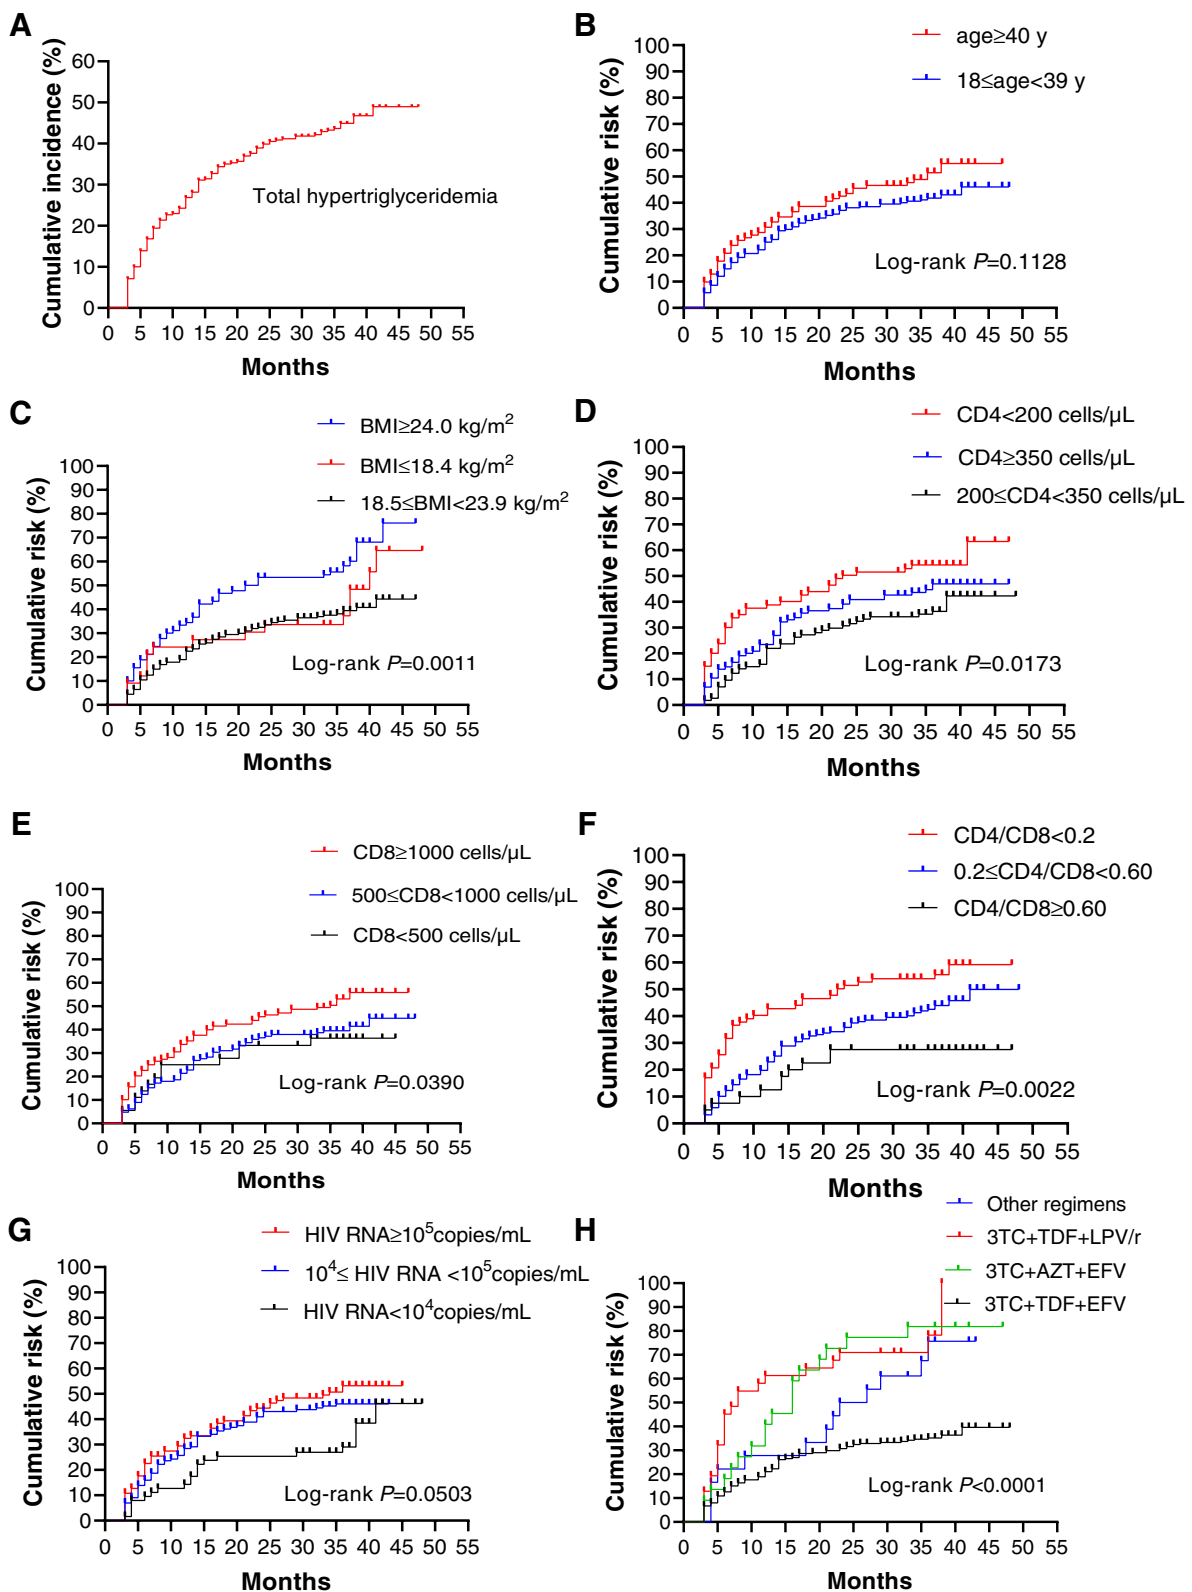 A
Cumulative incidence (%)
60
50
40
30
20
10
0
Total hypertriglyceridemia
0 5 10 15 20 25 30 35 40 45 50 55
Months
B
age≥40 y
18≤age<39 y
Cumulative risk (%)
100
90
80
70
60
50
40
30
20
10
0
Log-rank P=0.1128
0 5 10 15 20 25 30 35 40 45 50 55
Months
C
BMI≥24.0 kg/m²
BMI≤18.4 kg/m²
18.5≤BMI<23.9 kg/m²
Cumulative risk (%)
100
90
80
70
60
50
40
30
20
10
0
Log-rank P=0.0011
0 5 10 15 20 25 30 35 40 45 50 55
Months
D
CD4<200 cells/µL
CD4≥350 cells/µL
200≤CD4<350 cells/µL
Cumulative risk (%)
100
90
80
70
60
50
40
30
20
10
0
Log-rank P=0.0173
0 5 10 15 20 25 30 35 40 45 50 55
Months
E
CD8≥1000 cells/µL
500≤CD8<1000 cells/µL
CD8<500 cells/µL
Cumulative risk (%)
100
90
80
70
60
50
40
30
20
10
0
Log-rank P=0.0390
0 5 10 15 20 25 30 35 40 45 50 55
Months
F
CD4/CD8<0.2
0.2≤CD4/CD8<0.60
CD4/CD8≥0.60
Cumulative risk (%)
100
90
80
70
60
50
40
30
20
10
0
Log-rank P=0.0022
0 5 10 15 20 25 30 35 40 45 50 55
Months
G
HIV RNA≥10⁵copies/mL
10⁴≤ HIV RNA <10⁵copies/mL
HIV RNA<10⁴copies/mL
Cumulative risk (%)
100
90
80
70
60
50
40
30
20
10
0
Log-rank P=0.0503
0 5 10 15 20 25 30 35 40 45 50 55
Months
H
Other regimens
3TC+TDF+LPV/r
3TC+AZT+EFV
3TC+TDF+EFV
Cumulative risk (%)
100
90
80
70
60
50
40
30
20
10
0
Log-rank P<0.0001
0 5 10 15 20 25 30 35 40 45 50 55
Months